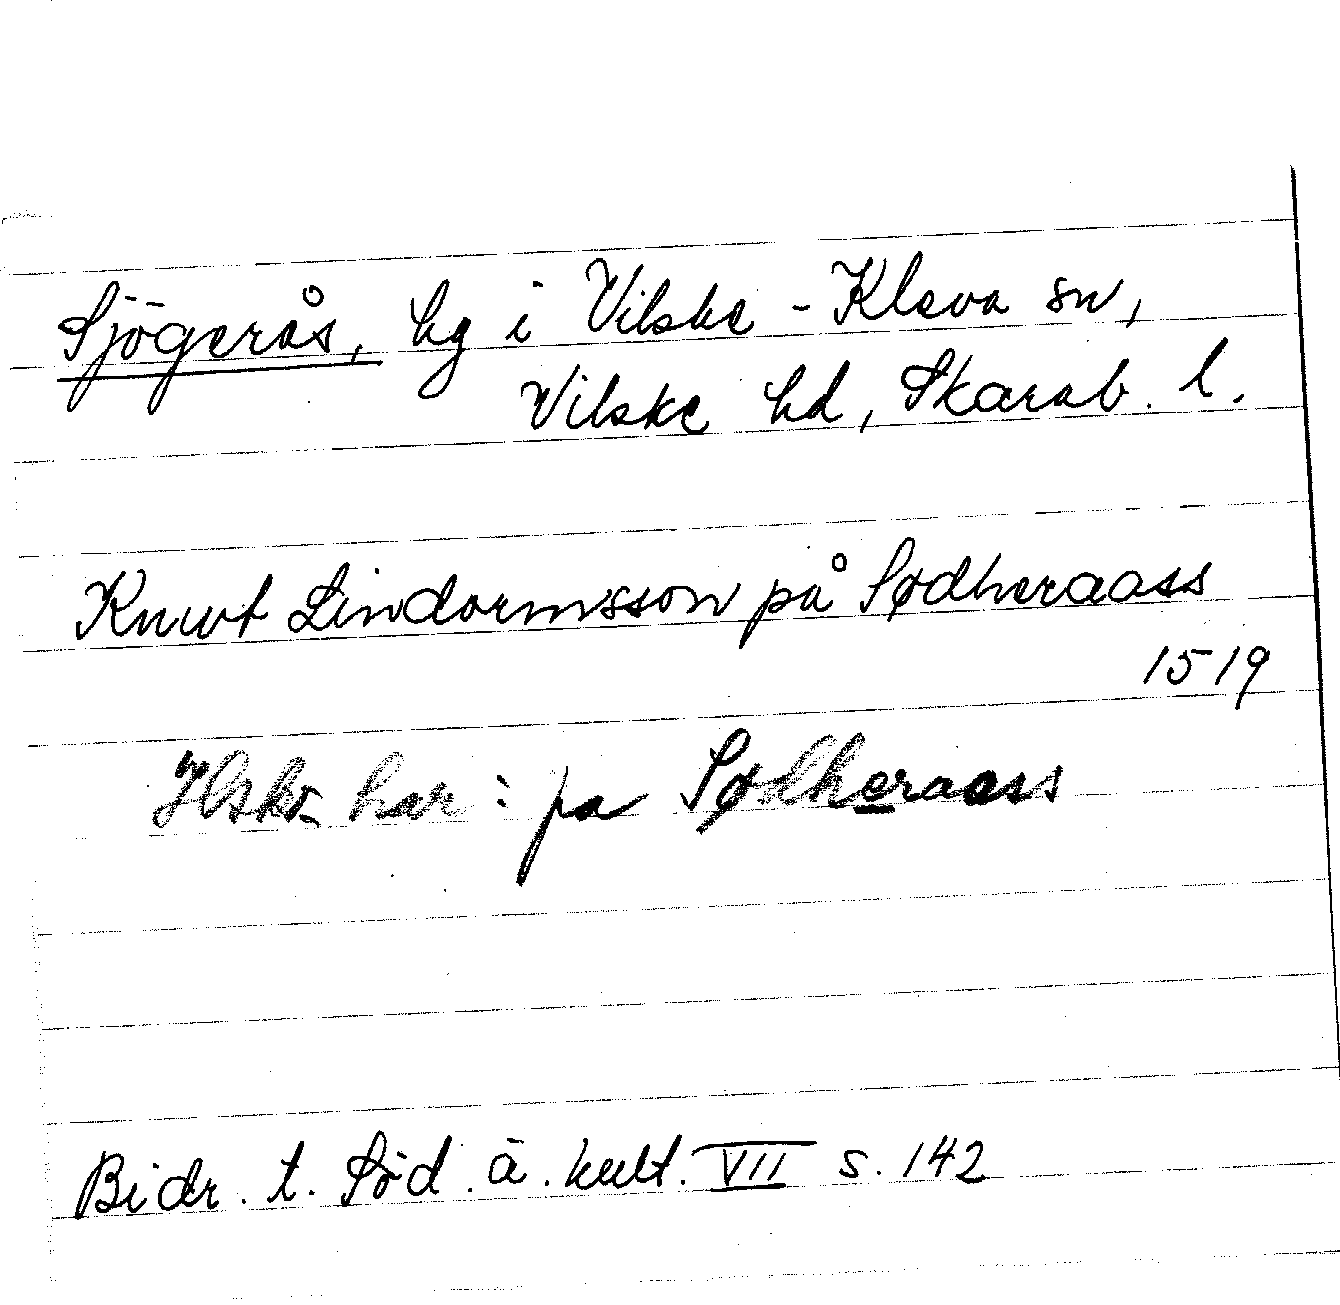 Sjögerås, hg i Vilske-Kleva sn,
Vilske hd, Skarab. l.
Knut Lindormsson på Sødheraass
1519
Hskr har: pa Sødheraass
Bidr. t. Söd. ä. kult. VII s. 142